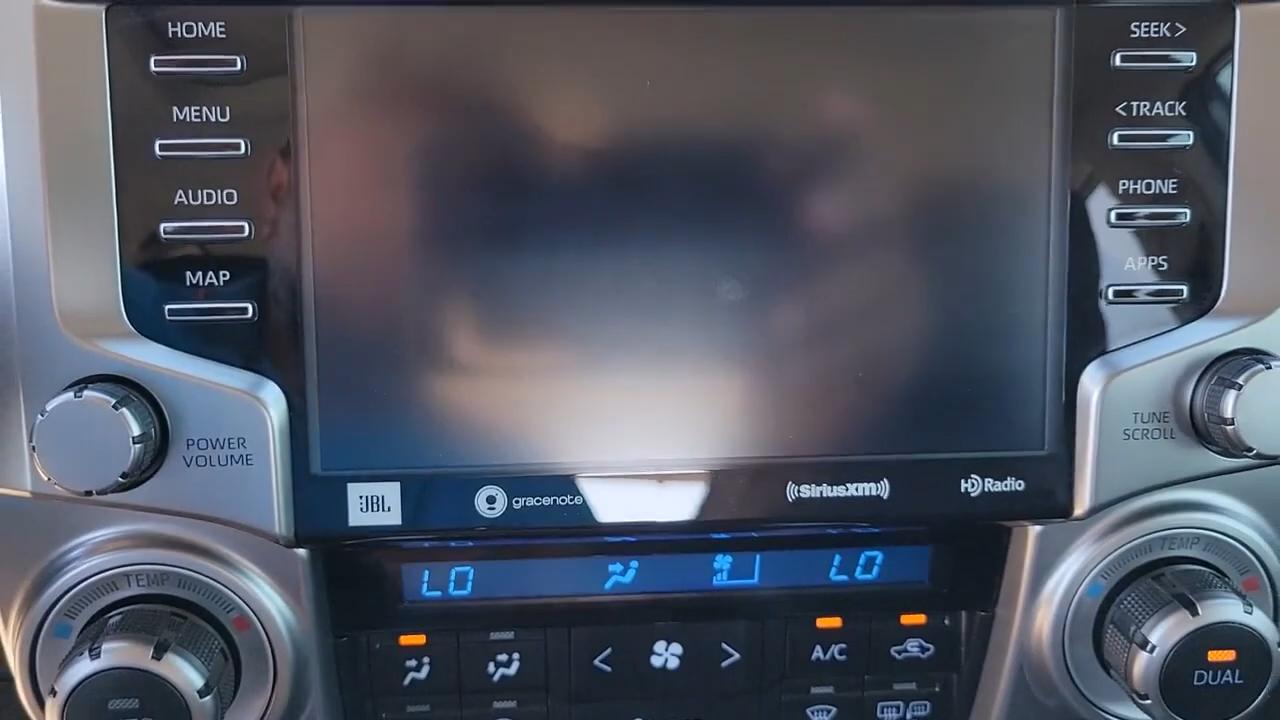 HOME
SEEK >
MENU
< TRACK
AUDIO
PHONE
MAP
APPS
POWER
VOLUME
TUNE
SCROLL
JBL
gracenote
((SiriusXM))
HD Radio
TEMP
LO
LO
TEMP
A/C
DUAL